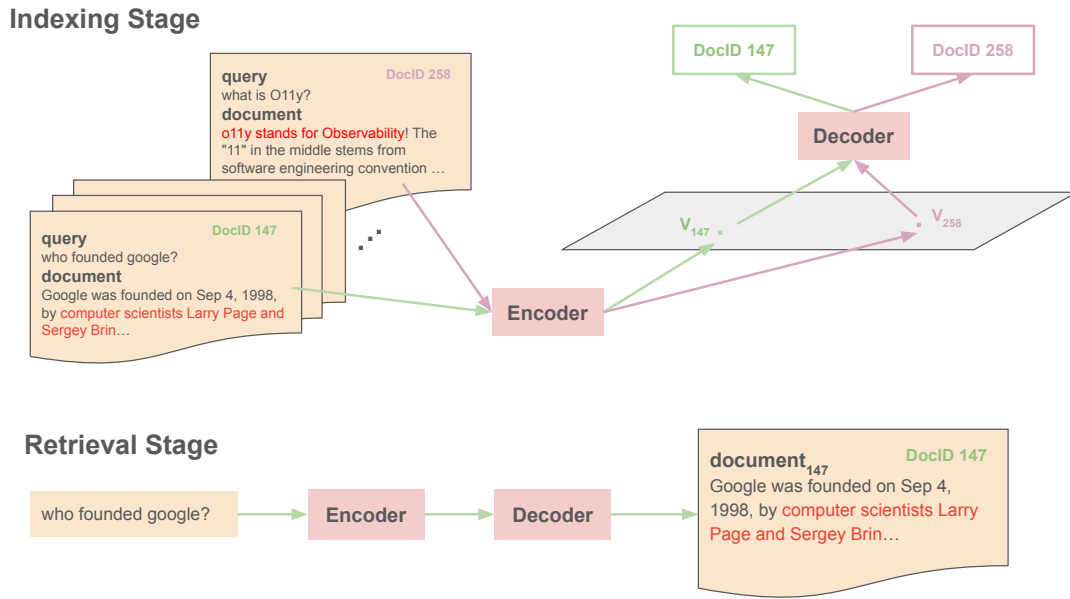 Indexing Stage
query
DocID 258
what is O11y?
document
o11y stands for Observability! The
"11" in the middle stems from
software engineering convention …
query
DocID 147
who founded google?
document
Google was founded on Sep 4, 1998,
by computer scientists Larry Page and
Sergey Brin…
...
Encoder
V147
V258
Decoder
DocID 147
DocID 258
Retrieval Stage
who founded google?
Encoder
Decoder
document147
DocID 147
Google was founded on Sep 4,
1998, by computer scientists Larry
Page and Sergey Brin…